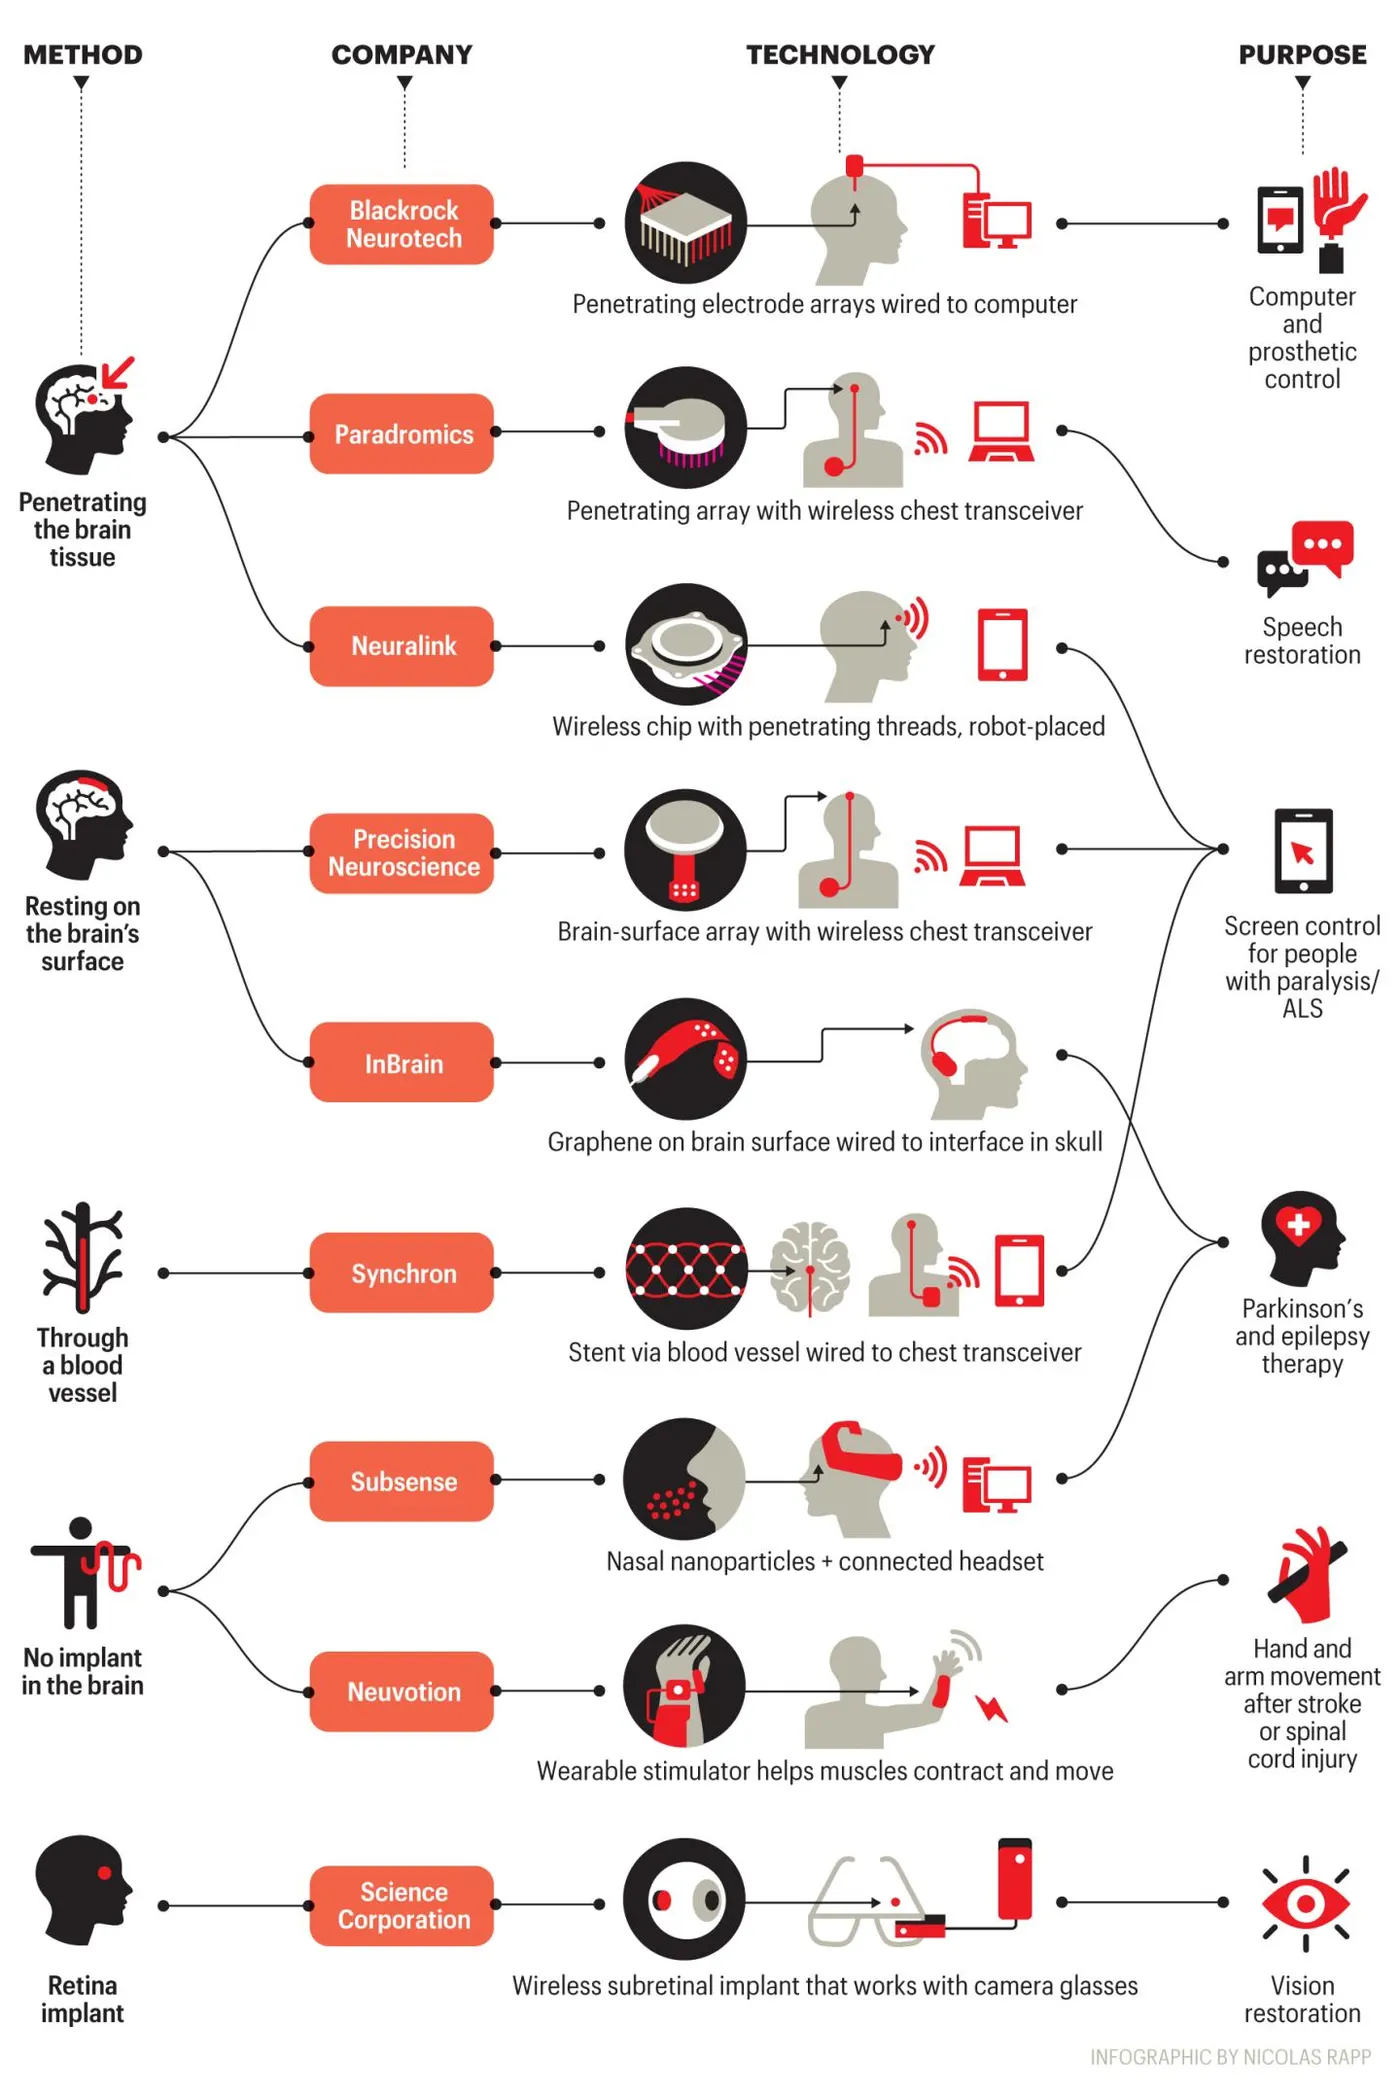 METHOD
COMPANY
TECHNOLOGY
PURPOSE
Penetrating
the brain
tissue
Blackrock
Neurotech
Penetrating electrode arrays wired to computer
Computer
and
prosthetic
control
Paradromics
Penetrating array with wireless chest transceiver
Speech
restoration
Neuralink
Wireless chip with penetrating threads, robot-placed
Resting on
the brain’s
surface
Precision
Neuroscience
Brain-surface array with wireless chest transceiver
Screen control
for people
with paralysis/
ALS
InBrain
Graphene on brain surface wired to interface in skull
Through
a blood
vessel
Synchron
Stent via blood vessel wired to chest transceiver
Parkinson’s
and epilepsy
therapy
No implant
in the brain
Subsense
Nasal nanoparticles + connected headset
Neuvotion
Wearable stimulator helps muscles contract and move
Hand and
arm movement
after stroke
or spinal
cord injury
Retina
implant
Science
Corporation
Wireless subretinal implant that works with camera glasses
Vision
restoration
INFOGRAPHIC BY NICOLAS RAPP